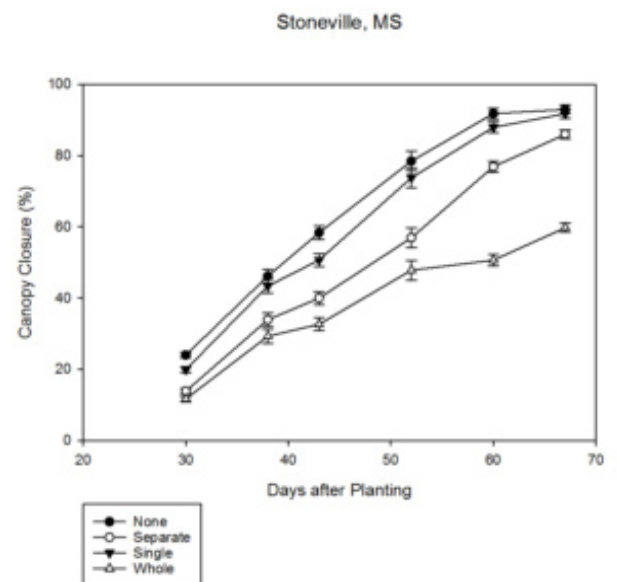 Stoneville, MS
100
80
60
40
20
0
Canopy Closure (%)
20 30 40 50 60 70
Days after Planting
None
Separate
Single
Whole